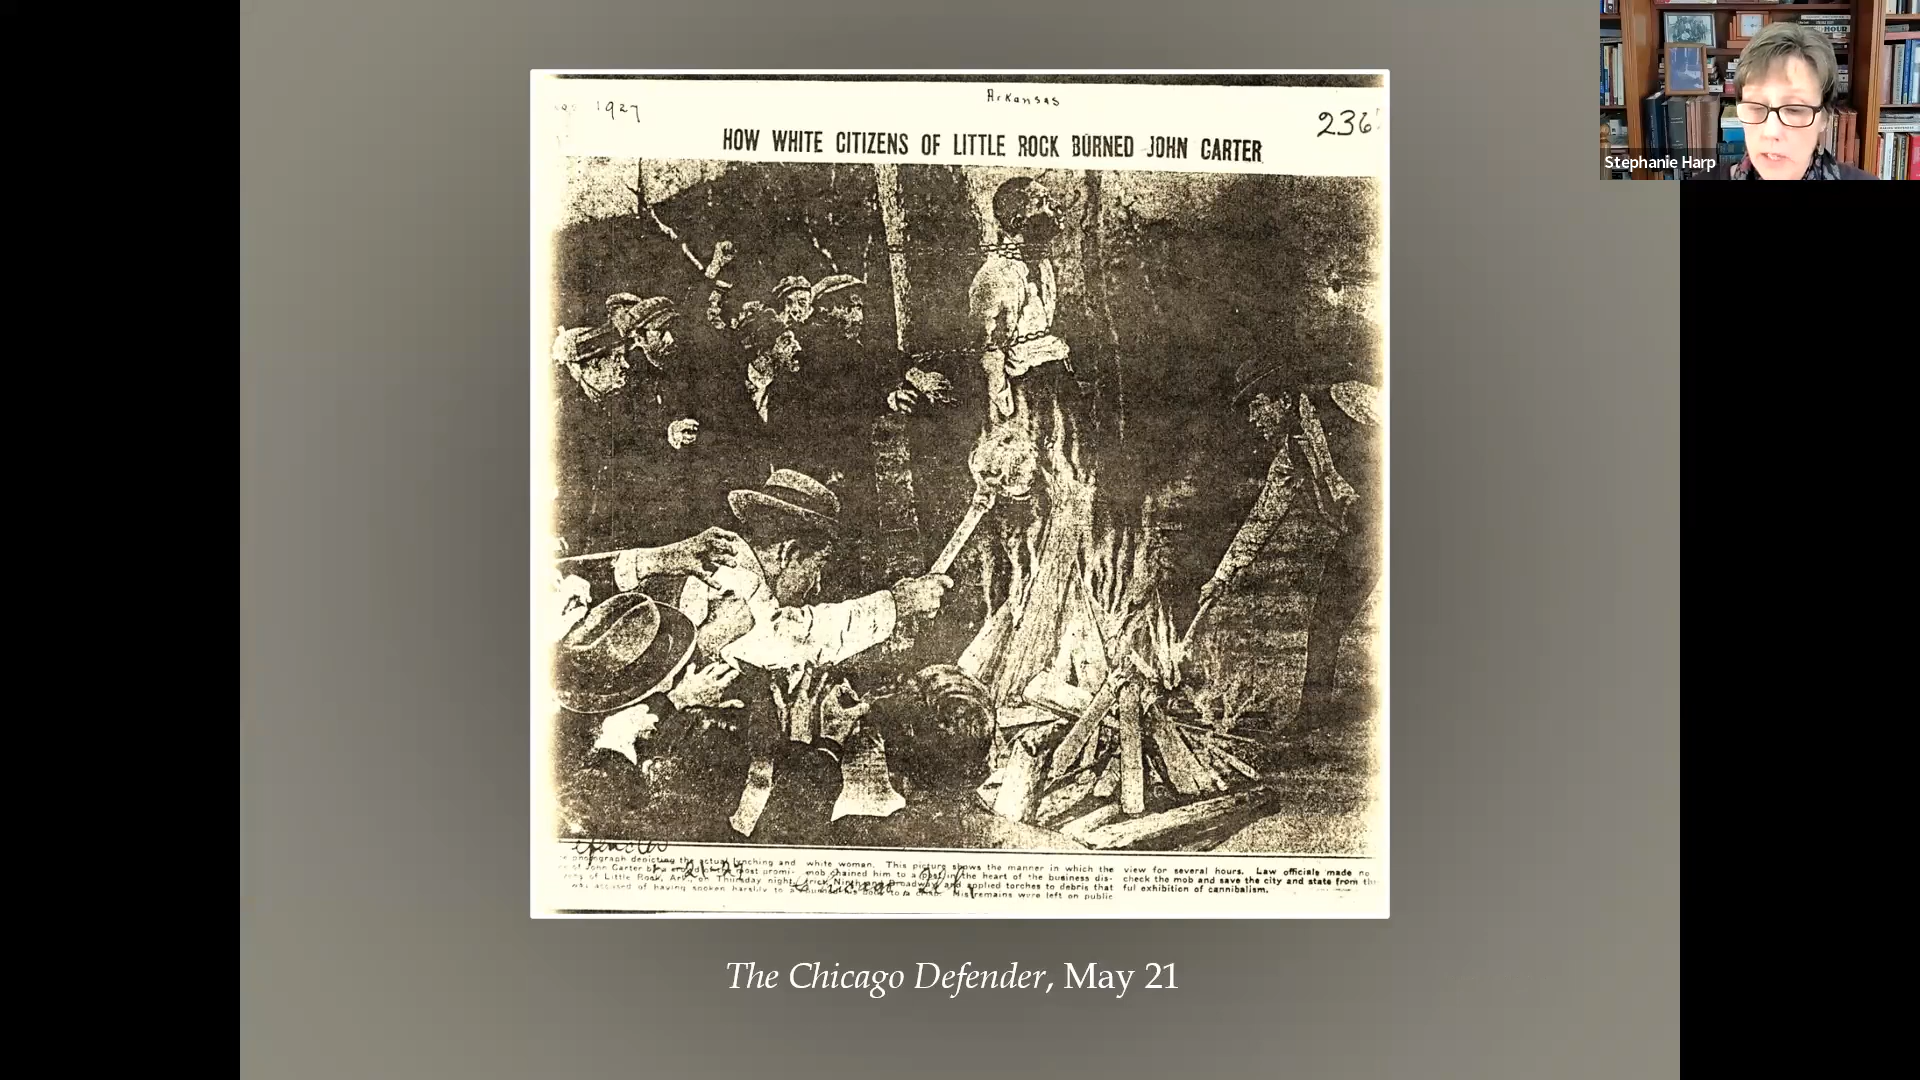 Arkansas
1927
236
HOW WHITE CITIZENS OF LITTLE ROCK BURNED JOHN CARTER
photograph depicting the actual lynching and
of John Carter by a crowd of most promi-
of Little Rock, Ark., on Thursday night.
was accused of having spoken harshly to a
white woman. This picture shows the manner in which the
mob chained him to a post in the heart of the business dis-
trict, Broadway and applied torches to debris that
body to a crisp. His remains were left on public
view for several hours. Law officials made no
check the mob and save the city and state from
ful exhibition of cannibalism.
The Chicago Defender, May 21
Stephanie Harp
HOUR